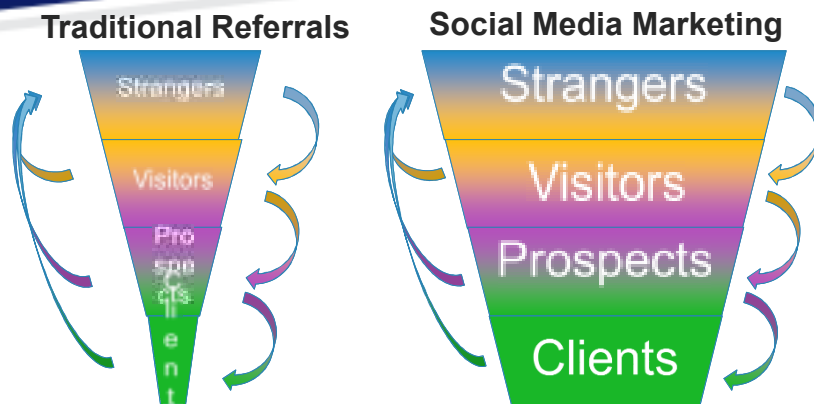 Traditional Referrals
Strangers
Visitors
Pro
spe
cts
C
l
i
e
n
t
Social Media Marketing
Strangers
Visitors
Prospects
Clients